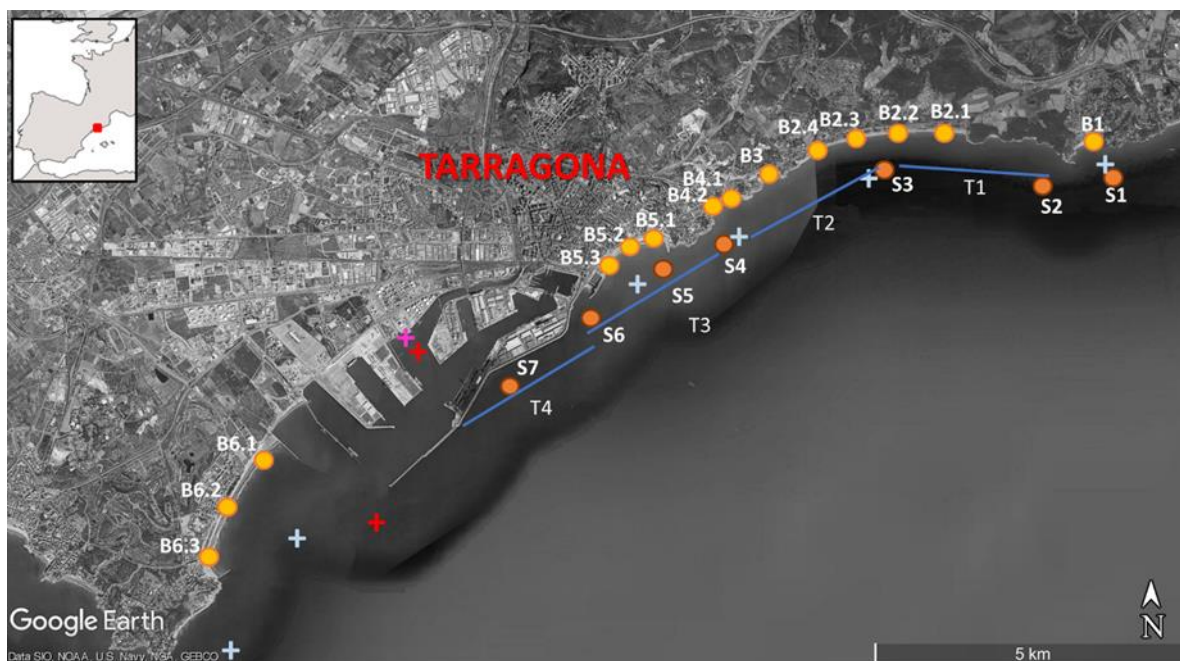 TARRAGONA
B1
B2.1
B2.2
B2.3
B2.4
B3
B4.1
B4.2
B5.1
B5.2
B5.3
B6.1
B6.2
B6.3
S1
S2
S3
S4
S5
S6
S7
T1
T2
T3
T4
Google Earth
Data SIO, NOAA, U.S. Navy, NGA, GEBCO
N
5 km